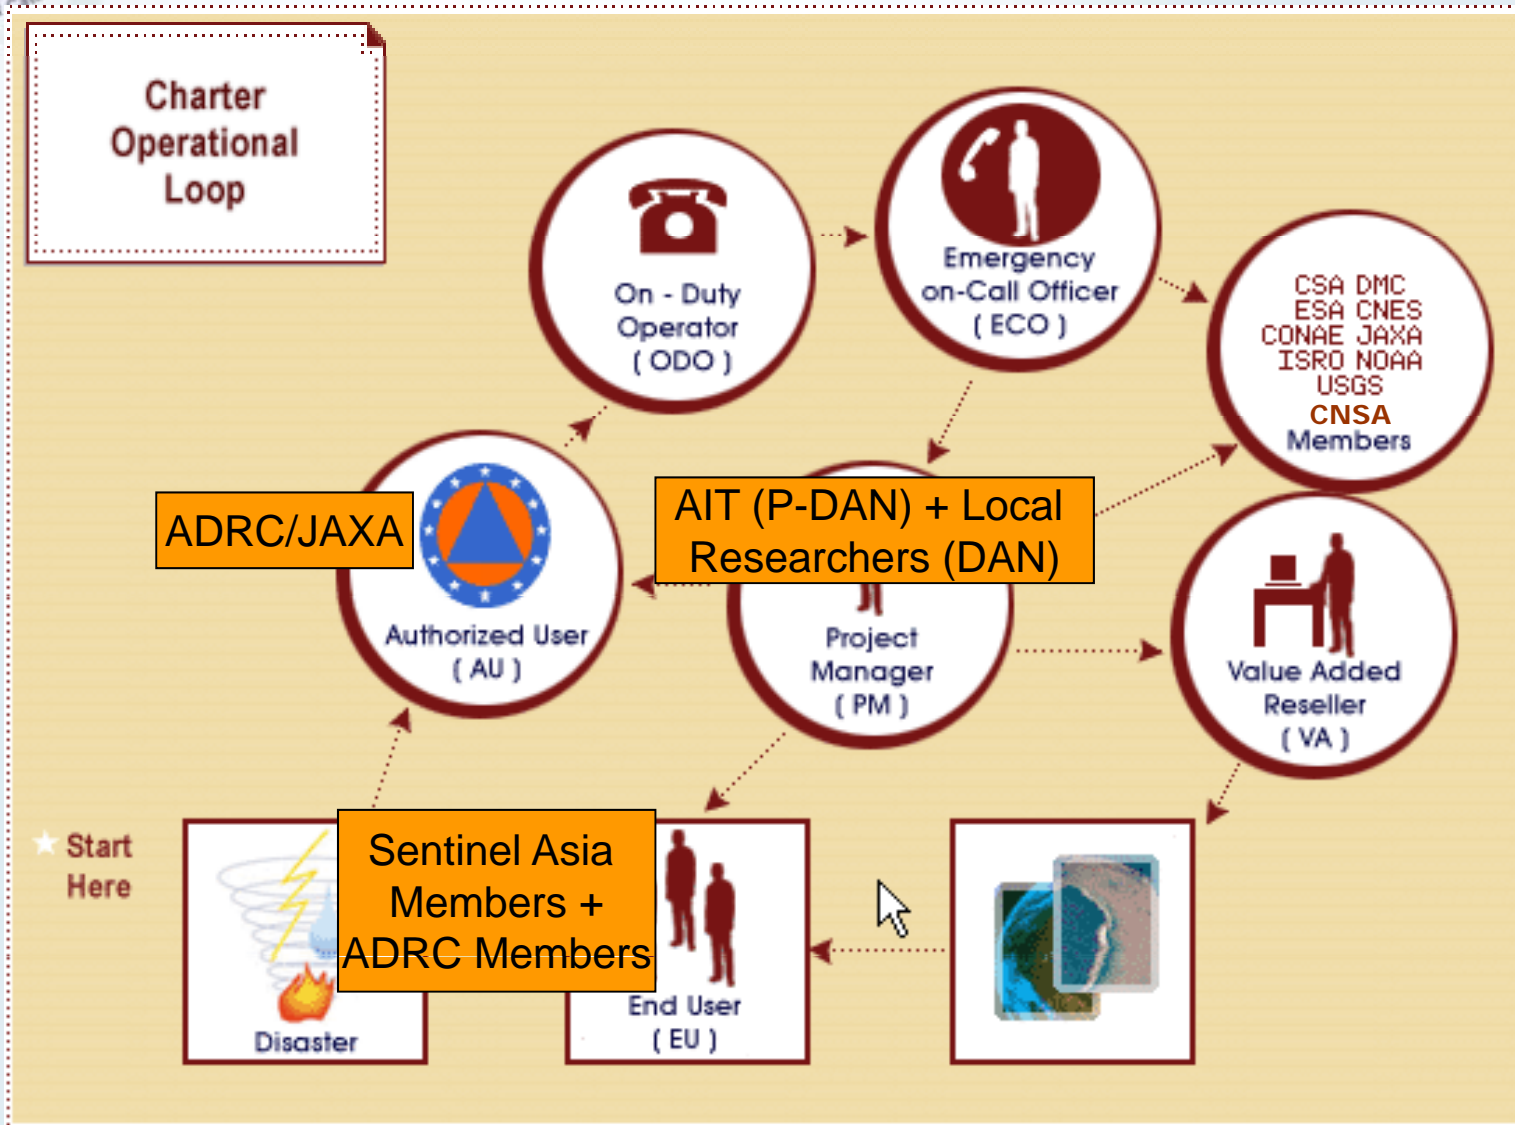 Charter
Operational
Loop
On - Duty
Operator
( ODO )
Emergency
on-Call Officer
( ECO )
CSA DMC
ESA CNES
CONAE JAXA
ISRO NOAA
USGS
CNSA
Members
ADRC/JAXA
Authorized User
( AU )
AIT (P-DAN) + Local
Researchers (DAN)
Project
Manager
( PM )
Value Added
Reseller
( VA )
Start
Here
Disaster
Sentinel Asia
Members +
ADRC Members
End User
( EU )